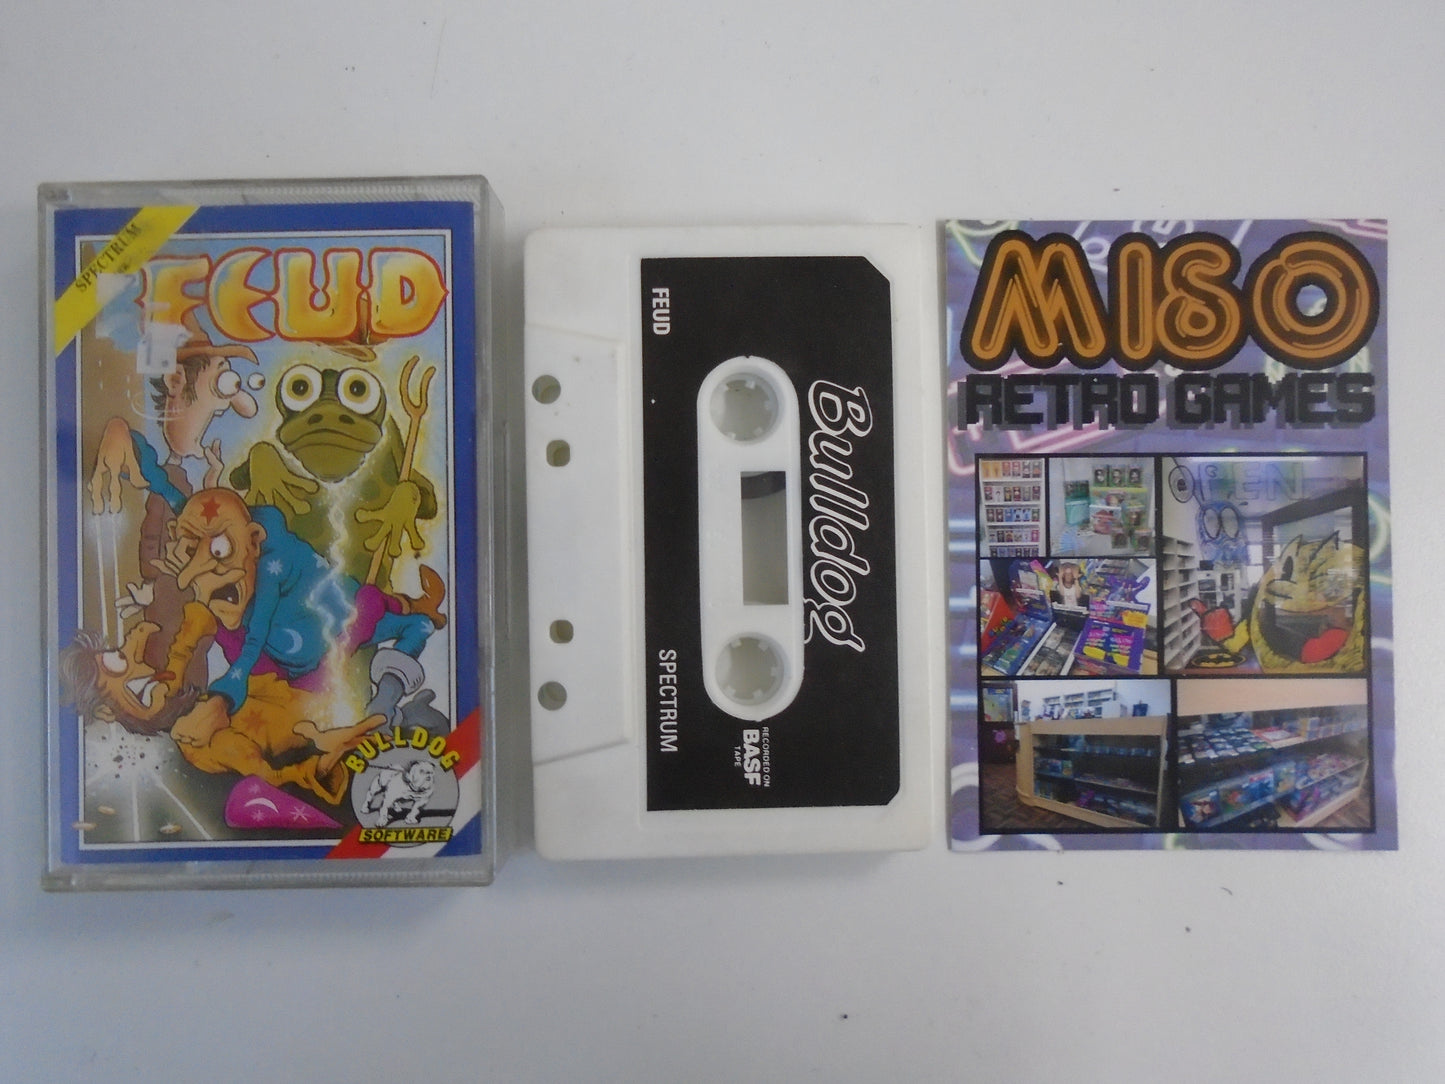 SPECTRUM
FEUD
BULLDOG
SOFTWARE
FEUD
Bulldog
SPECTRUM
RECORDED ON
BASF
TAPE
MISO
RETRO GAMES
OPEN